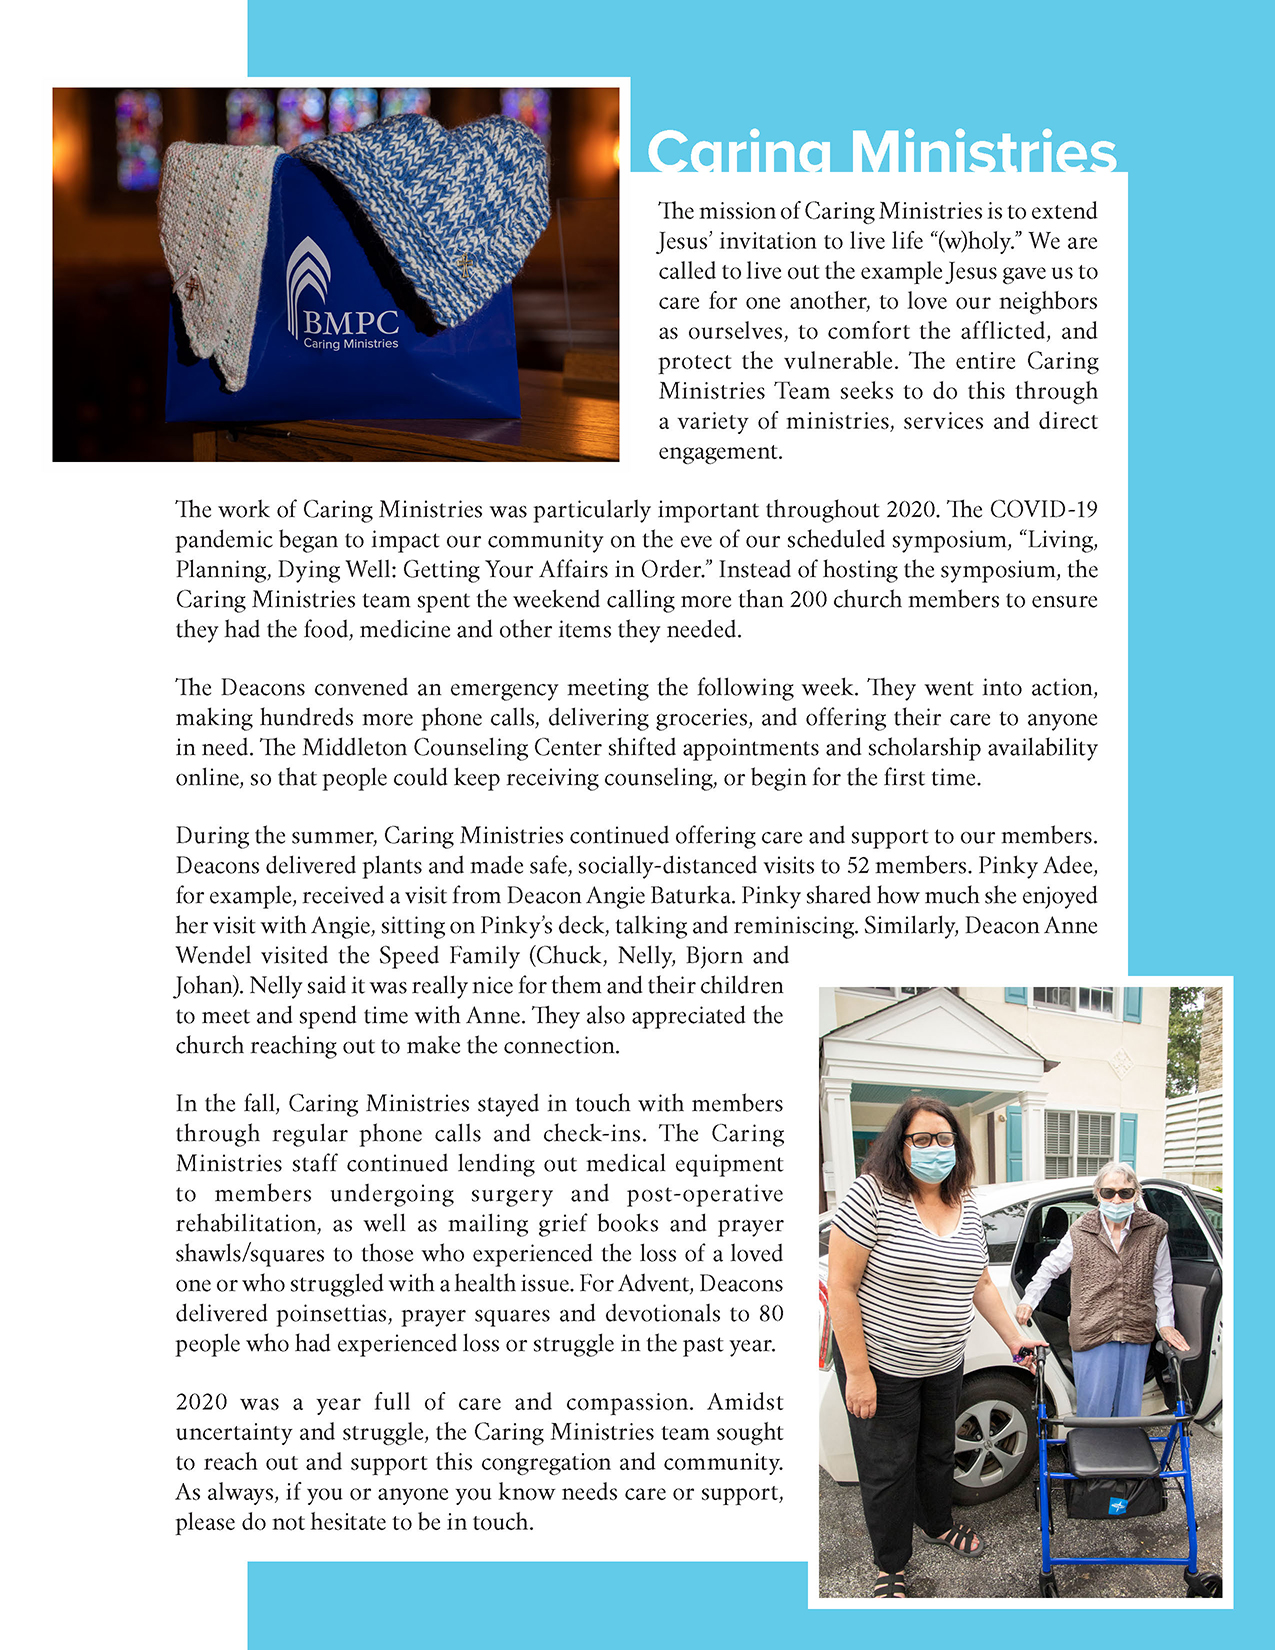 BMPC
Caring Ministries
Caring Ministries
The mission of Caring Ministries is to extend
Jesus’ invitation to live life “(w)holy.” We are
called to live out the example Jesus gave us to
care for one another, to love our neighbors
as ourselves, to comfort the afflicted, and
protect the vulnerable. The entire Caring
Ministries Team seeks to do this through
a variety of ministries, services and direct
engagement.
The work of Caring Ministries was particularly important throughout 2020. The COVID-19
pandemic began to impact our community on the eve of our scheduled symposium, “Living,
Planning, Dying Well: Getting Your Affairs in Order.” Instead of hosting the symposium, the
Caring Ministries team spent the weekend calling more than 200 church members to ensure
they had the food, medicine and other items they needed.
The Deacons convened an emergency meeting the following week. They went into action,
making hundreds more phone calls, delivering groceries, and offering their care to anyone
in need. The Middleton Counseling Center shifted appointments and scholarship availability
online, so that people could keep receiving counseling, or begin for the first time.
During the summer, Caring Ministries continued offering care and support to our members.
Deacons delivered plants and made safe, socially-distanced visits to 52 members. Pinky Adee,
for example, received a visit from Deacon Angie Baturka. Pinky shared how much she enjoyed
her visit with Angie, sitting on Pinky’s deck, talking and reminiscing. Similarly, Deacon Anne
Wendel visited the Speed Family (Chuck, Nelly, Bjorn and
Johan). Nelly said it was really nice for them and their children
to meet and spend time with Anne. They also appreciated the
church reaching out to make the connection.
In the fall, Caring Ministries stayed in touch with members
through regular phone calls and check-ins. The Caring
Ministries staff continued lending out medical equipment
to members undergoing surgery and post-operative
rehabilitation, as well as mailing grief books and prayer
shawls/squares to those who experienced the loss of a loved
one or who struggled with a health issue. For Advent, Deacons
delivered poinsettias, prayer squares and devotionals to 80
people who had experienced loss or struggle in the past year.
2020 was a year full of care and compassion. Amidst
uncertainty and struggle, the Caring Ministries team sought
to reach out and support this congregation and community.
As always, if you or anyone you know needs care or support,
please do not hesitate to be in touch.